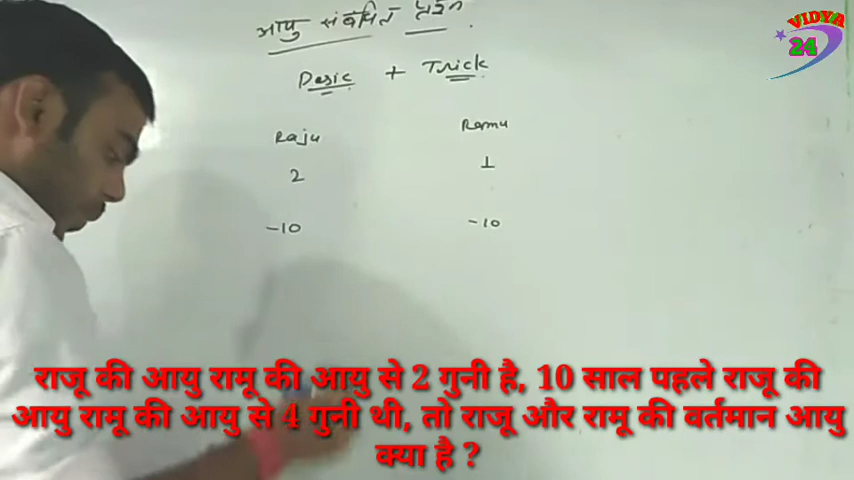 आयु संबंधित प्रश्न .
VIDYA
24
Basic + Trick
Raju Ramu
2 1
-10 -10
राजू की आयु रामू की आयु से 2 गुनी है, 10 साल पहले राजू की
आयु रामू की आयु से 4 गुनी थी, तो राजू और रामू की वर्तमान आयु
क्या है ?